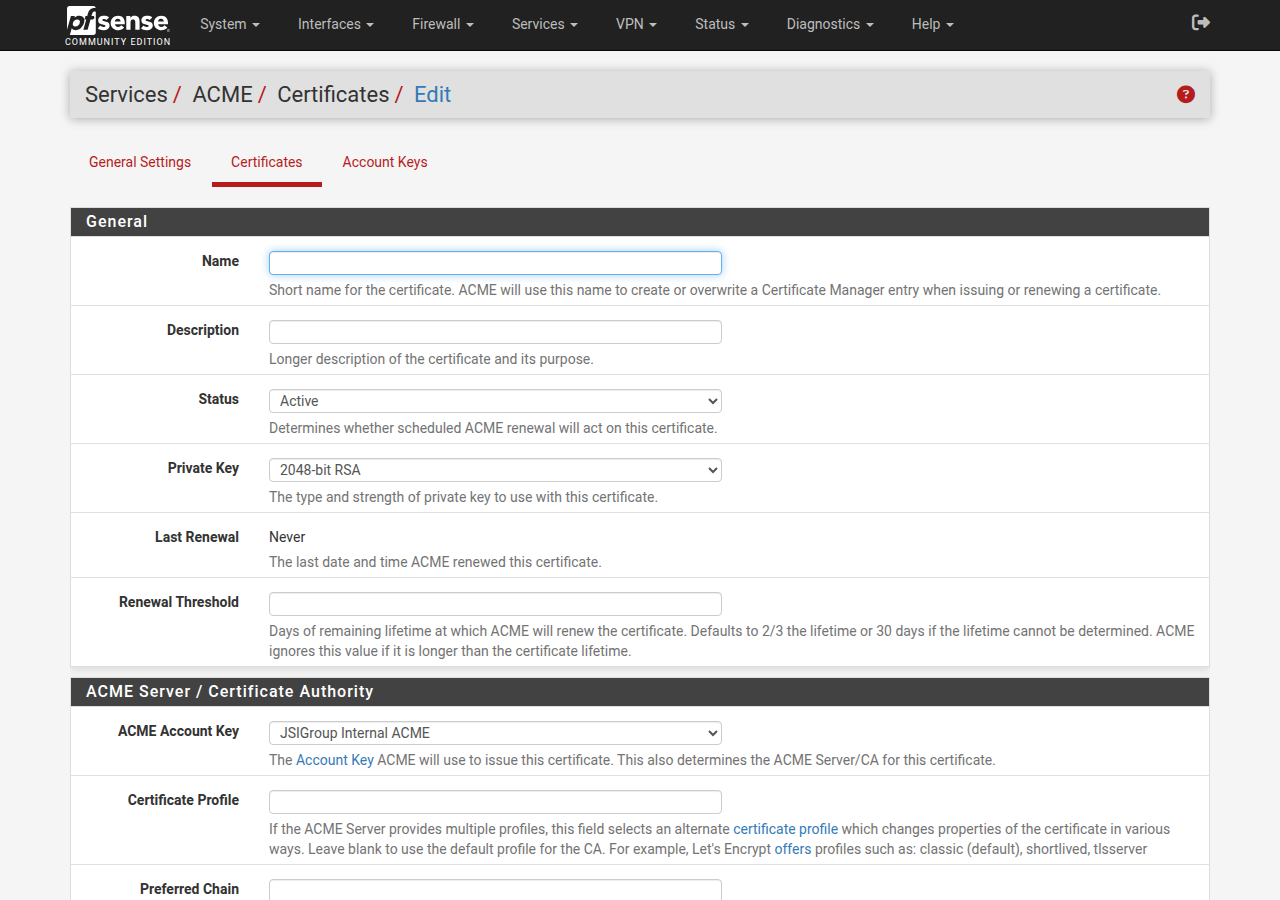 pfsense
COMMUNITY EDITION
System Interfaces Firewall Services VPN Status Diagnostics Help
Services / ACME / Certificates / Edit
General Settings Certificates Account Keys
General
Name
Short name for the certificate. ACME will use this name to create or overwrite a Certificate Manager entry when issuing or renewing a certificate.
Description
Longer description of the certificate and its purpose.
Status Active
Determines whether scheduled ACME renewal will act on this certificate.
Private Key 2048-bit RSA
The type and strength of private key to use with this certificate.
Last Renewal Never
The last date and time ACME renewed this certificate.
Renewal Threshold
Days of remaining lifetime at which ACME will renew the certificate. Defaults to 2/3 the lifetime or 30 days if the lifetime cannot be determined. ACME
ignores this value if it is longer than the certificate lifetime.
ACME Server / Certificate Authority
ACME Account Key JSIGroup Internal ACME
The Account Key ACME will use to issue this certificate. This also determines the ACME Server/CA for this certificate.
Certificate Profile
If the ACME Server provides multiple profiles, this field selects an alternate certificate profile which changes properties of the certificate in various
ways. Leave blank to use the default profile for the CA. For example, Let's Encrypt offers profiles such as: classic (default), shortlived, tlsserver
Preferred Chain